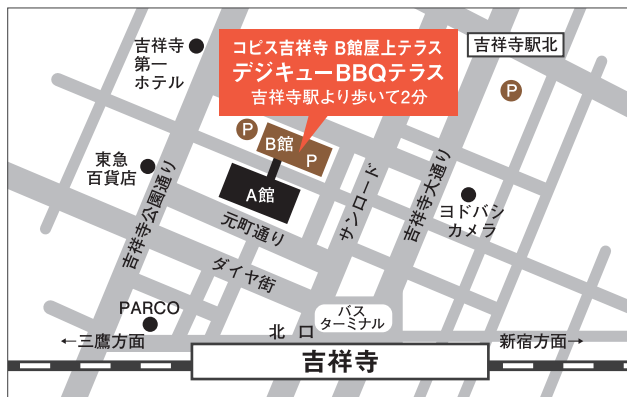 吉祥寺
第一
ホテル
コピス吉祥寺 B館屋上テラス
デジキューBBQテラス
吉祥寺駅より歩いて2分
吉祥寺駅北
P
P
B館
P
東急
百貨店
A館
吉祥寺公園通り
元町通り
サンロード
吉祥寺大通り
ヨドバシ
カメラ
ダイヤ街
PARCO
バス
ターミナル
北口
←三鷹方面
新宿方面→
吉祥寺